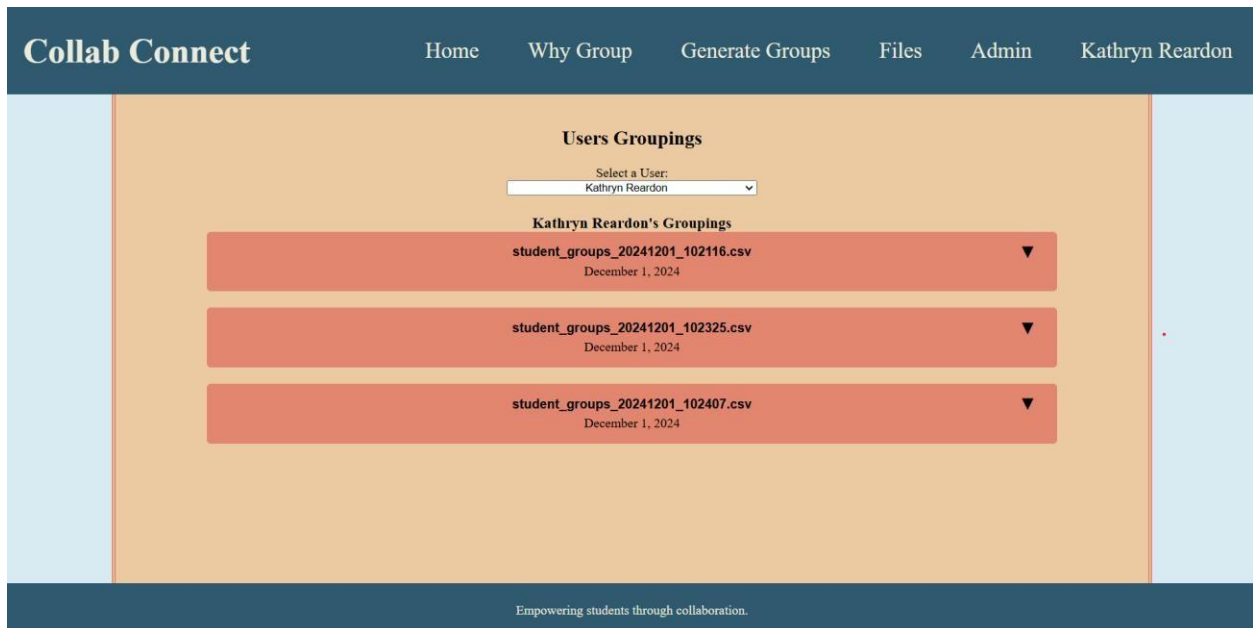 Collab Connect
Home Why Group Generate Groups Files Admin Kathryn Reardon
Users Groupings
Select a User:
Kathryn Reardon
Kathryn Reardon's Groupings
student_groups_20241201_102116.csv
▼
December 1, 2024
student_groups_20241201_102325.csv
▼
December 1, 2024
student_groups_20241201_102407.csv
▼
December 1, 2024
Empowering students through collaboration.